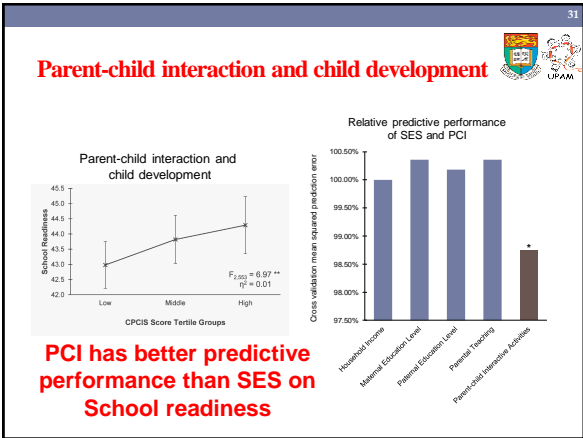 31
Parent-child interaction and child development
UPAM
Parent-child interaction and
child development
School Readiness
45.5
45.0
44.5
44.0
43.5
43.0
42.5
42.0
F2,553 = 6.97 **
η² = 0.01
Low Middle High
CPCIS Score Tertile Groups
Relative predictive performance
of SES and PCI
Cross validation mean squared prediction error
100.50%
100.00%
99.50%
99.00%
98.50%
98.00%
97.50%
*
Household Income
Maternal Education Level
Paternal Education Level
Parental Teaching
Parent-child Interactive Activities
PCI has better predictive
performance than SES on
School readiness